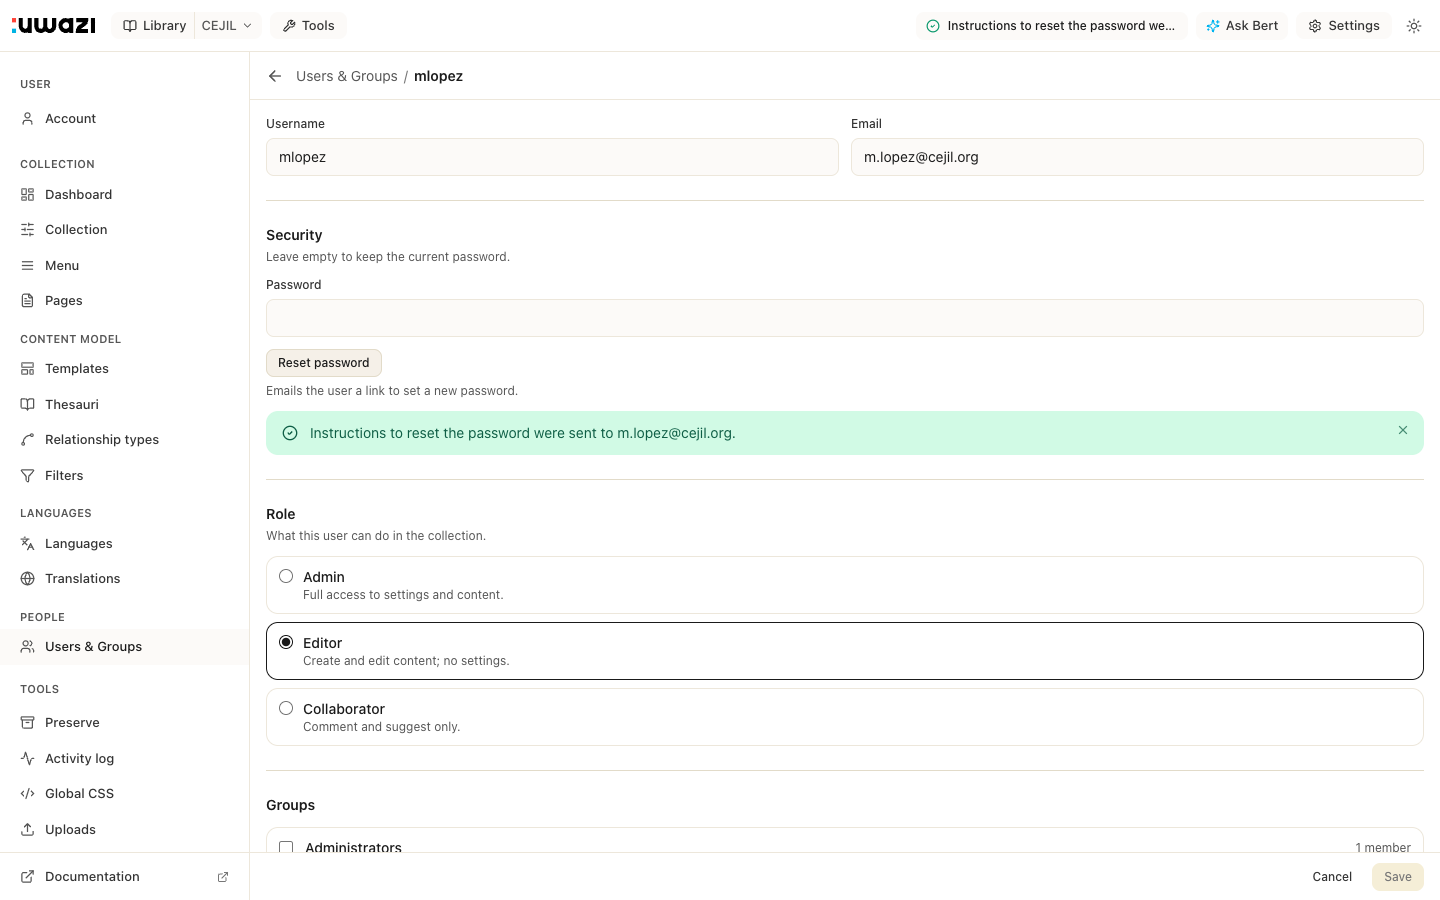 uwazi
Library
CEJIL
Tools
Instructions to reset the password we...
Ask Bert
Settings
USER
Account
COLLECTION
Dashboard
Collection
Menu
Pages
CONTENT MODEL
Templates
Thesauri
Relationship types
Filters
LANGUAGES
Languages
Translations
PEOPLE
Users & Groups
TOOLS
Preserve
Activity log
Global CSS
Uploads
Documentation
Users & Groups / mlopez
Username
mlopez
Email
m.lopez@cejil.org
Security
Leave empty to keep the current password.
Password
Reset password
Emails the user a link to set a new password.
Instructions to reset the password were sent to m.lopez@cejil.org.
Role
What this user can do in the collection.
Admin
Full access to settings and content.
Editor
Create and edit content; no settings.
Collaborator
Comment and suggest only.
Groups
Administrators
1 member
Cancel
Save